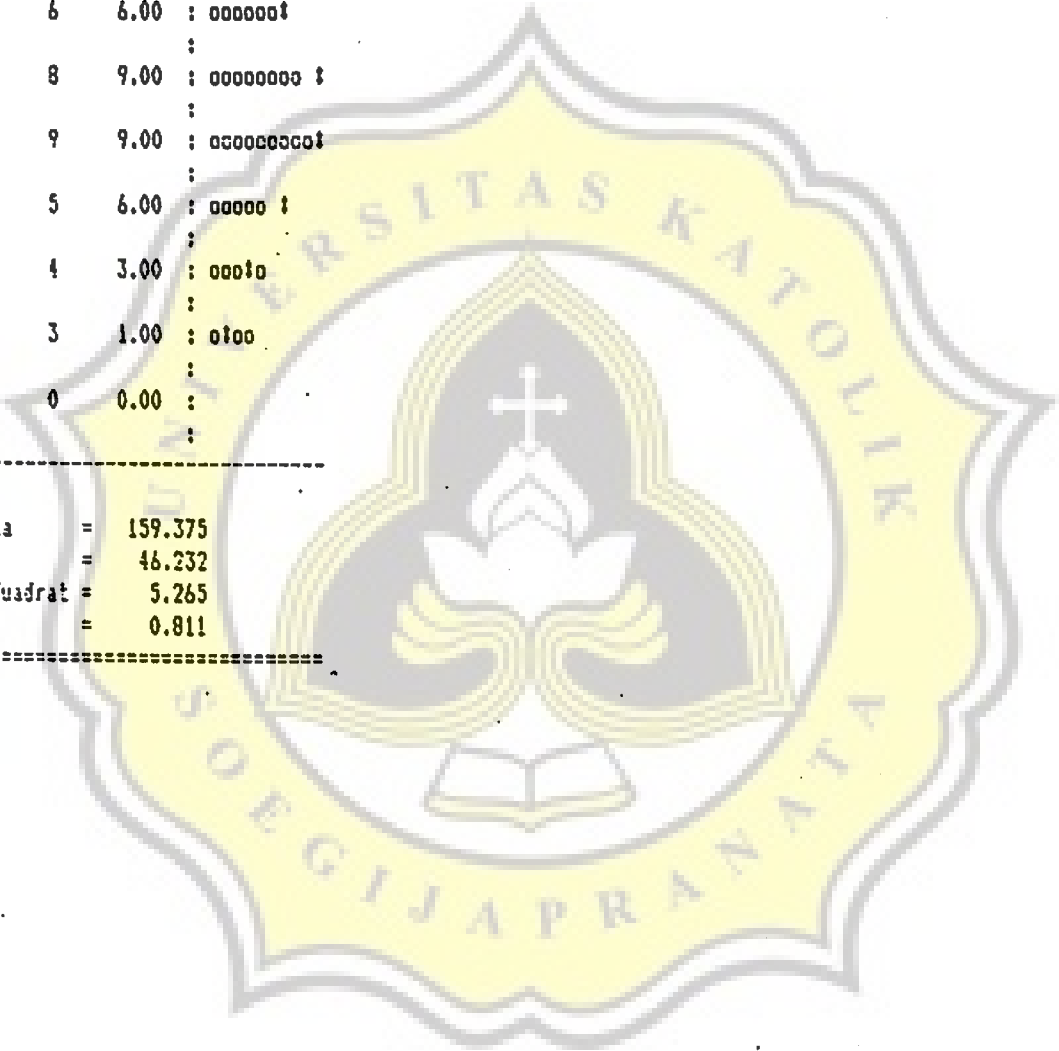 6 6.00 : oooooo*
:
8 9.00 : oooooooo *
:
9 9.00 : ooooooooo*
:
5 6.00 : ooooo *
:
4 3.00 : ooo*o
:
3 1.00 : o*oo
:
0 0.00 :
:
--------------------------------
a = 159.375
= 46.232
uadrat = 5.265
= 0.811
================================
UNIVERSITAS KATOLIK
SOEGIJAPRANATA